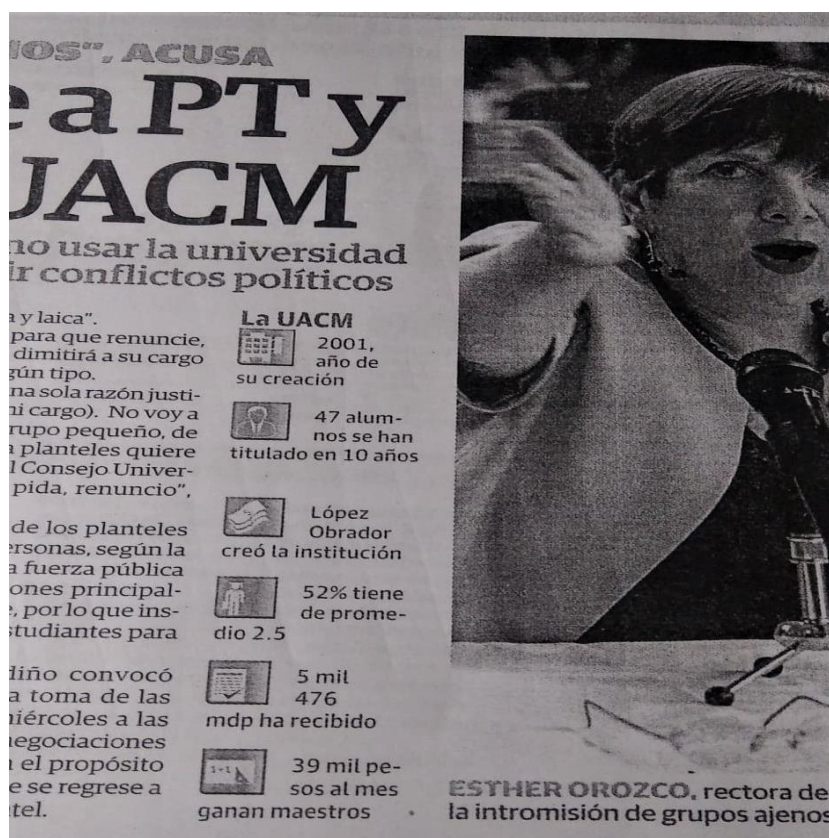 IOS", ACUSA
e a PT y
UACM
no usar la universidad
ir conflictos políticos
a y laica".
para que renuncie,
dimitirá a su cargo
gún tipo.
na sola razón justi-
ni cargo). No voy a
rupo pequeño, de
a planteles quiere
l Consejo Univer-
pida, renuncio",
de los planteles
ersonas, según la
a fuerza pública
ones principal-
e, por lo que ins-
studiantes para
diño convocó
a toma de las
niércoles a las
negociaciones
n el propósito
e se regrese a
tel.
La UACM
2001,
año de
su creación
47 alum-
nos se han
titulado en 10 años
López
Obrador
creó la institución
52% tiene
de prome-
dio 2.5
5 mil
476
mdp ha recibido
1+1
39 mil pe-
sos al mes
ganan maestros
ESTHER OROZCO, rectora de
la intromisión de grupos ajenos